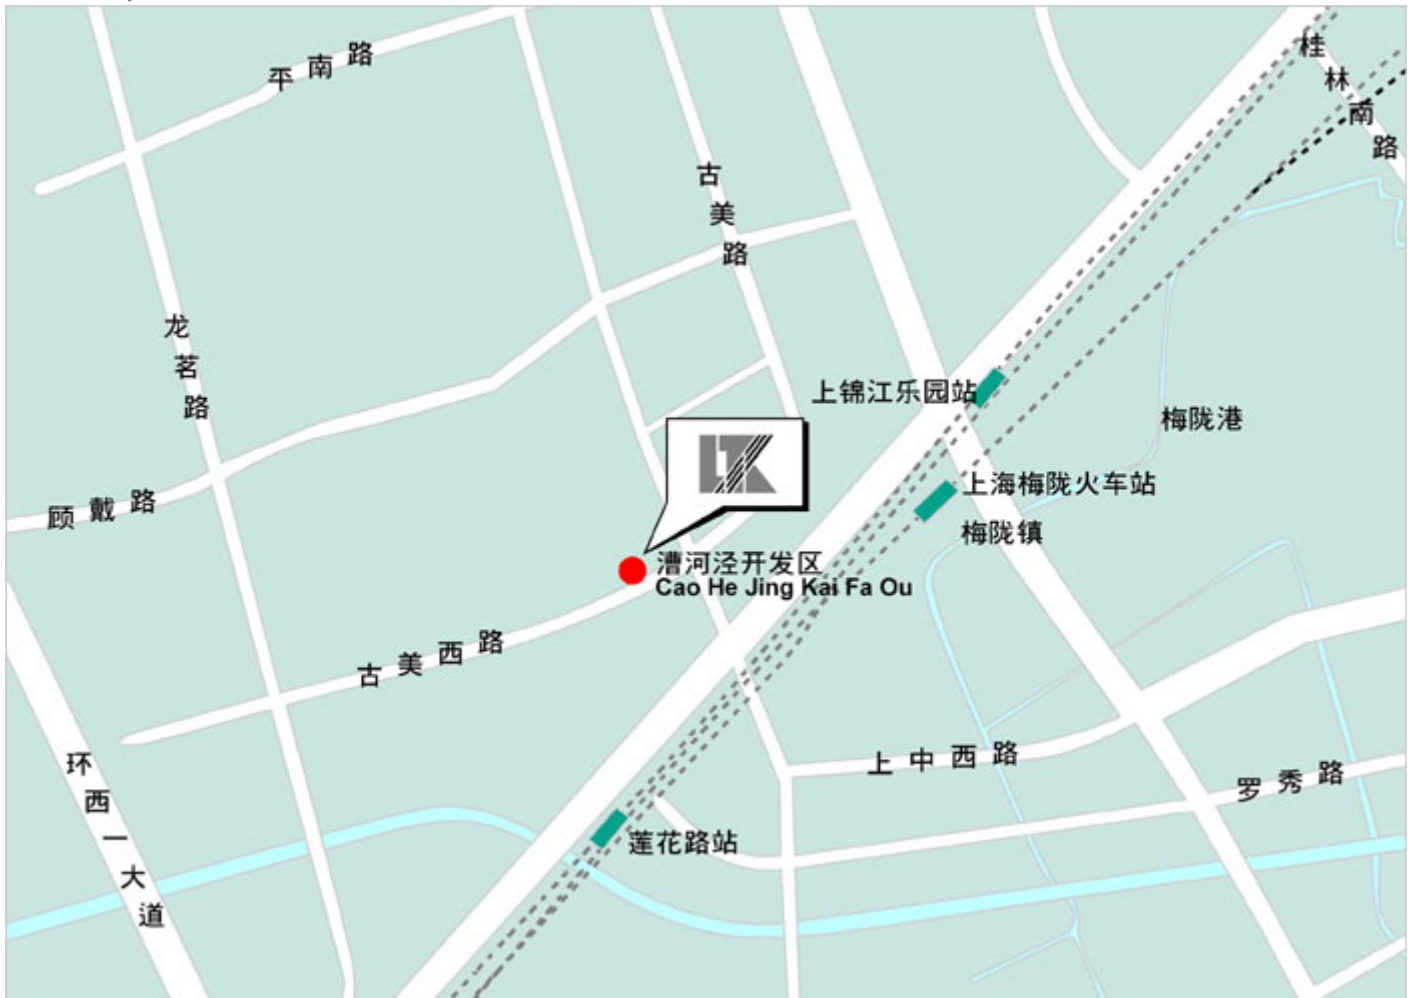 平南路
桂林南路
古美路
龙茗路
上锦江乐园站
梅陇港
上海梅陇火车站
顾戴路
梅陇镇
漕河泾开发区
Cao He Jing Kai Fa Ou
古美西路
环西一大道
上中西路
罗秀路
莲花路站